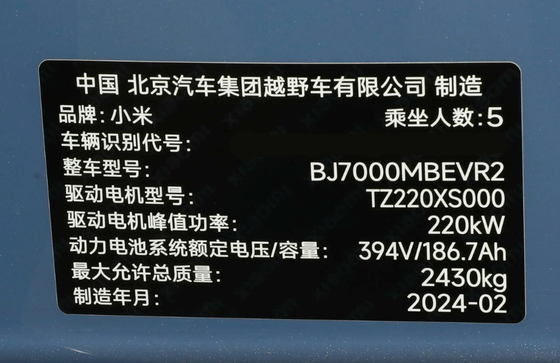 中国 北京汽车集团越野车有限公司 制造
品牌:小米 乘坐人数:5
车辆识别代号:
整车型号: BJ7000MBEVR2
驱动电机型号: TZ220XS000
驱动电机峰值功率: 220kW
动力电池系统额定电压/容量: 394V/186.7Ah
最大允许总质量: 2430kg
制造年月: 2024-02